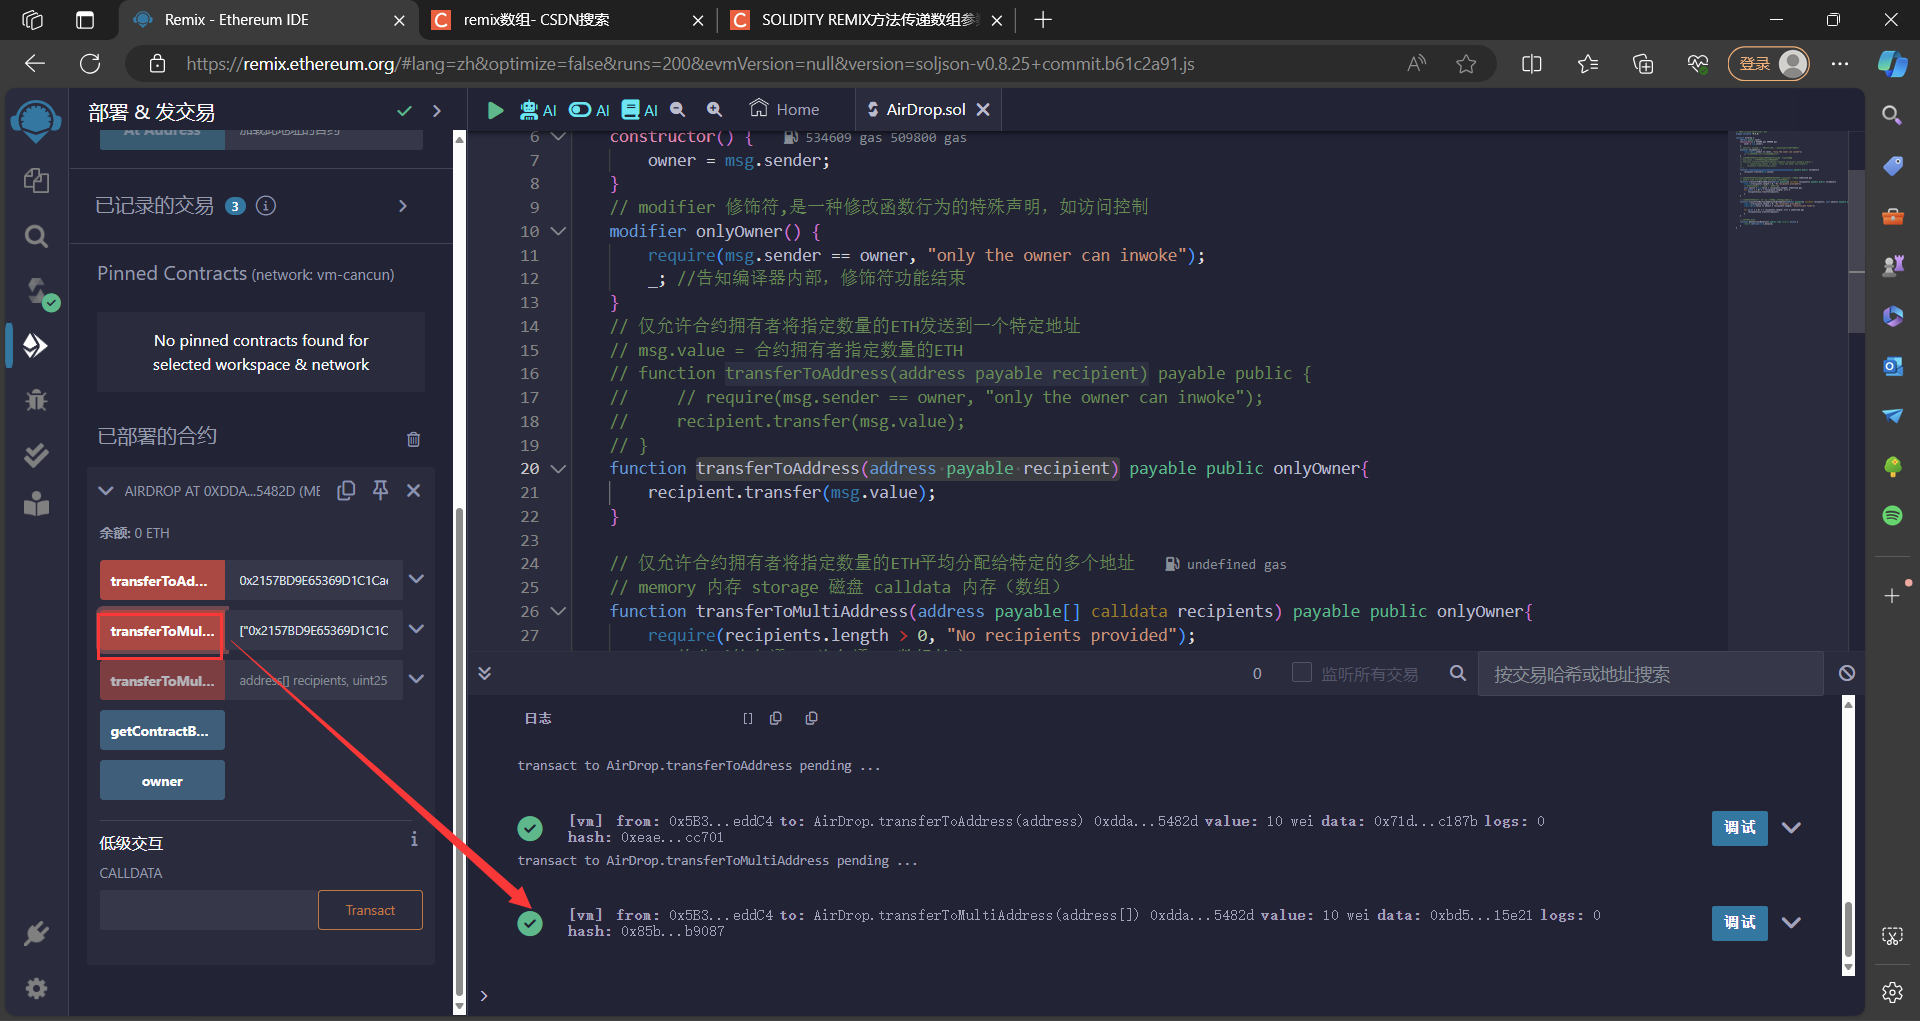 Remix - Ethereum IDE
remix数组- CSDN搜索
SOLIDITY REMIX方法传递数组参
https://remix.ethereum.org/#lang=zh&optimize=false&runs=200&evmVersion=null&version=soljson-v0.8.25+commit.b61c2a91.js
登录
部署 & 发交易
At Address
加载此地址的合约
已记录的交易 3
Pinned Contracts (network: vm-cancun)
No pinned contracts found for
selected workspace & network
已部署的合约
AIRDROP AT 0XDDA...5482D (ME
余额: 0 ETH
transferToAd...
0x2157BD9E65369D1C1Ca
transferToMul...
["0x2157BD9E65369D1C1C
transferToMul...
address[] recipients, uint25
getContractB...
owner
低级交互
CALLDATA
Transact
AI
AI
AI
Home
AirDrop.sol
6 constructor() { 534609 gas 509800 gas
7 owner = msg.sender;
8 }
9 // modifier 修饰符,是一种修改函数行为的特殊声明，如访问控制
10 modifier onlyOwner() {
11 require(msg.sender == owner, "only the owner can inwoke");
12 _; //告知编译器内部，修饰符功能结束
13 }
14 // 仅允许合约拥有者将指定数量的ETH发送到一个特定地址
15 // msg.value = 合约拥有者指定数量的ETH
16 // function transferToAddress(address payable recipient) payable public {
17 // // require(msg.sender == owner, "only the owner can inwoke");
18 // recipient.transfer(msg.value);
19 // }
20 function transferToAddress(address payable recipient) payable public onlyOwner{
21 recipient.transfer(msg.value);
22 }
23
24 // 仅允许合约拥有者将指定数量的ETH平均分配给特定的多个地址 undefined gas
25 // memory 内存 storage 磁盘 calldata 内存（数组）
26 function transferToMultiAddress(address payable[] calldata recipients) payable public onlyOwner{
27 require(recipients.length > 0, "No recipients provided");
0
监听所有交易
按交易哈希或地址搜索
日志
[]
transact to AirDrop.transferToAddress pending ...
[vm] from: 0x5B3...eddC4 to: AirDrop.transferToAddress(address) 0xdda...5482d value: 10 wei data: 0x71d...c187b logs: 0
hash: 0xeae...cc701
调试
transact to AirDrop.transferToMultiAddress pending ...
[vm] from: 0x5B3...eddC4 to: AirDrop.transferToMultiAddress(address[]) 0xdda...5482d value: 10 wei data: 0xbd5...15e21 logs: 0
hash: 0x85b...b9087
调试